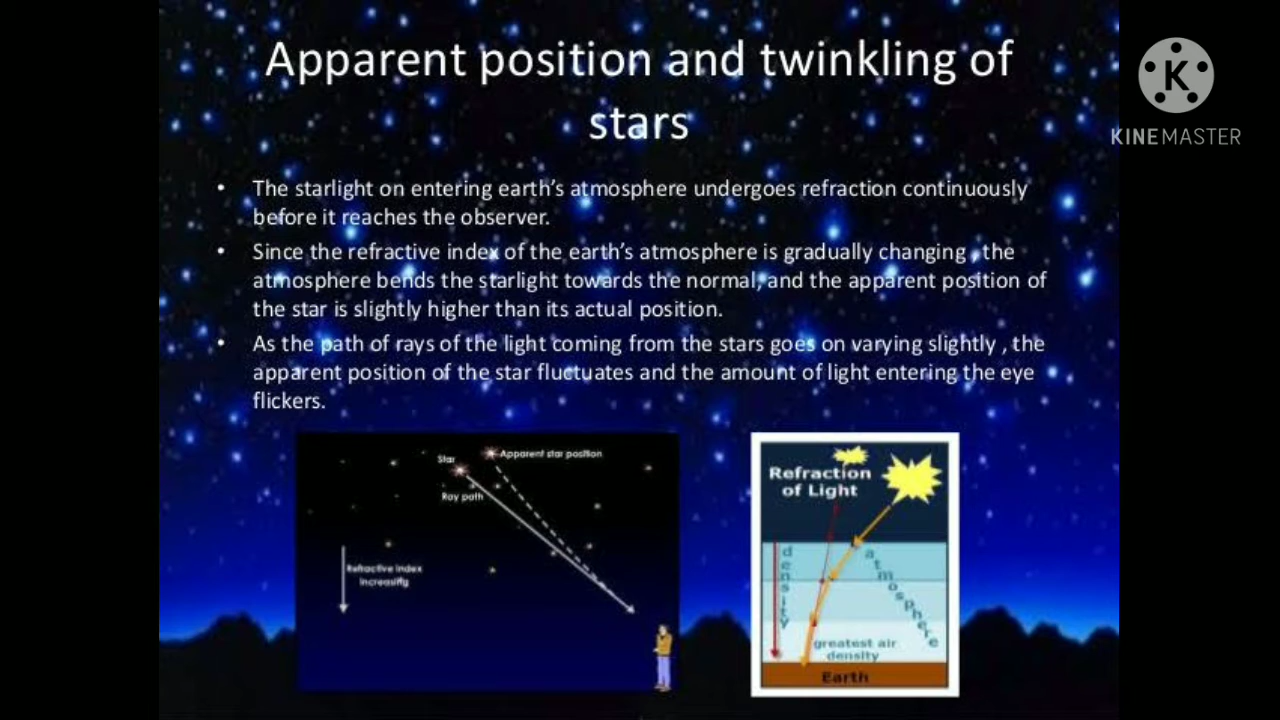 Apparent position and twinkling of
stars
K
KINEMASTER
• The starlight on entering earth's atmosphere undergoes refraction continuously
before it reaches the observer.
• Since the refractive index of the earth's atmosphere is gradually changing , the
atmosphere bends the starlight towards the normal, and the apparent position of
the star is slightly higher than its actual position.
• As the path of rays of the light coming from the stars goes on varying slightly , the
apparent position of the star fluctuates and the amount of light entering the eye
flickers.
Star
Apparent star position
Ray path
Refractive index
increasing
Refraction
of Light
density
atmosphere
greatest air
density
Earth